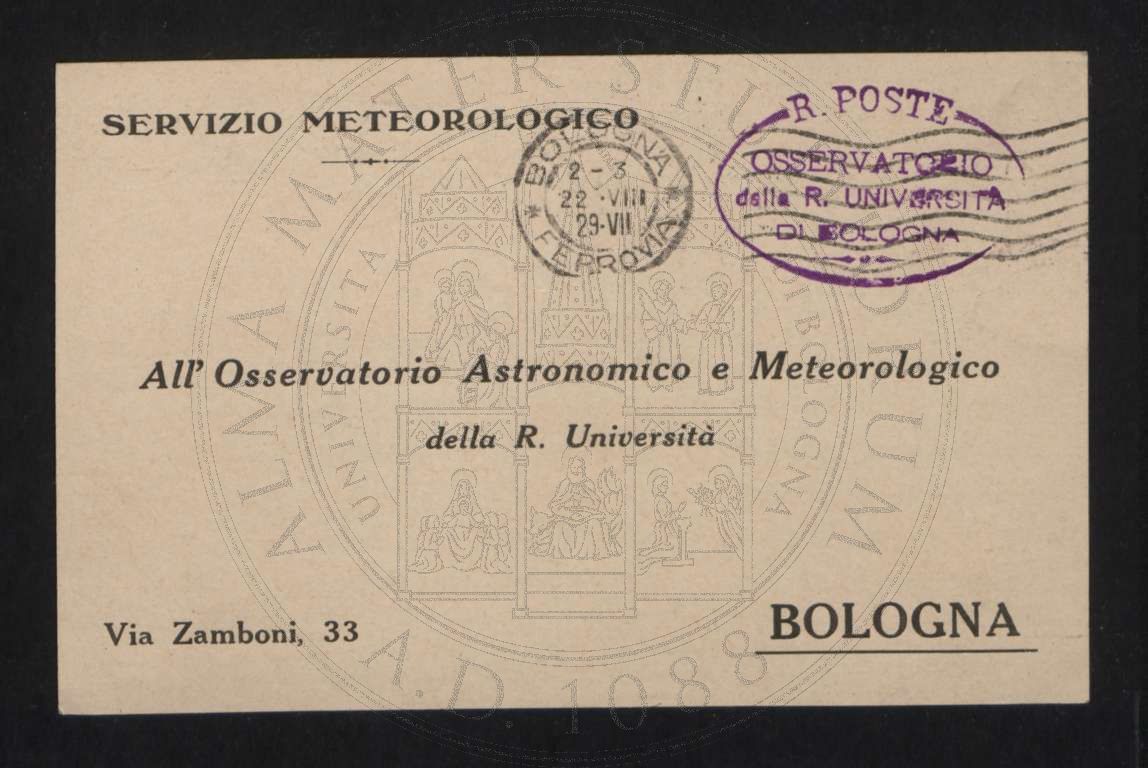 SERVIZIO METEOROLOGICO
BOLOGNA
2-3
22 VIII
29-VII
FERROVIA
R. POSTE
OSSERVATORIO
della R. UNIVERSITA
DI BOLOGNA
All' Osservatorio Astronomico e Meteorologico
della R. Università
Via Zamboni, 33
BOLOGNA
ALMA MATER STUDIORUM
UNIVERSITA DI BOLOGNA
A.D. 1088